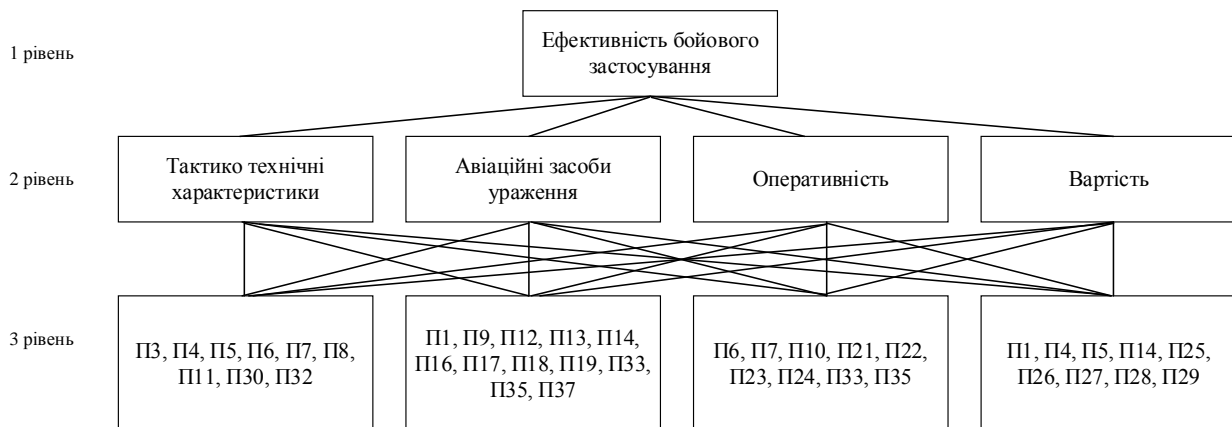 1 рівень
Ефективність бойового
застосування
2 рівень
Тактико технічні
характеристики
Авіаційні засоби
ураження
Оперативність
Вартість
3 рівень
П3, П4, П5, П6, П7, П8,
П11, П30, П32
П1, П9, П12, П13, П14,
П16, П17, П18, П19, П33,
П35, П37
П6, П7, П10, П21, П22,
П23, П24, П33, П35
П1, П4, П5, П14, П25,
П26, П27, П28, П29